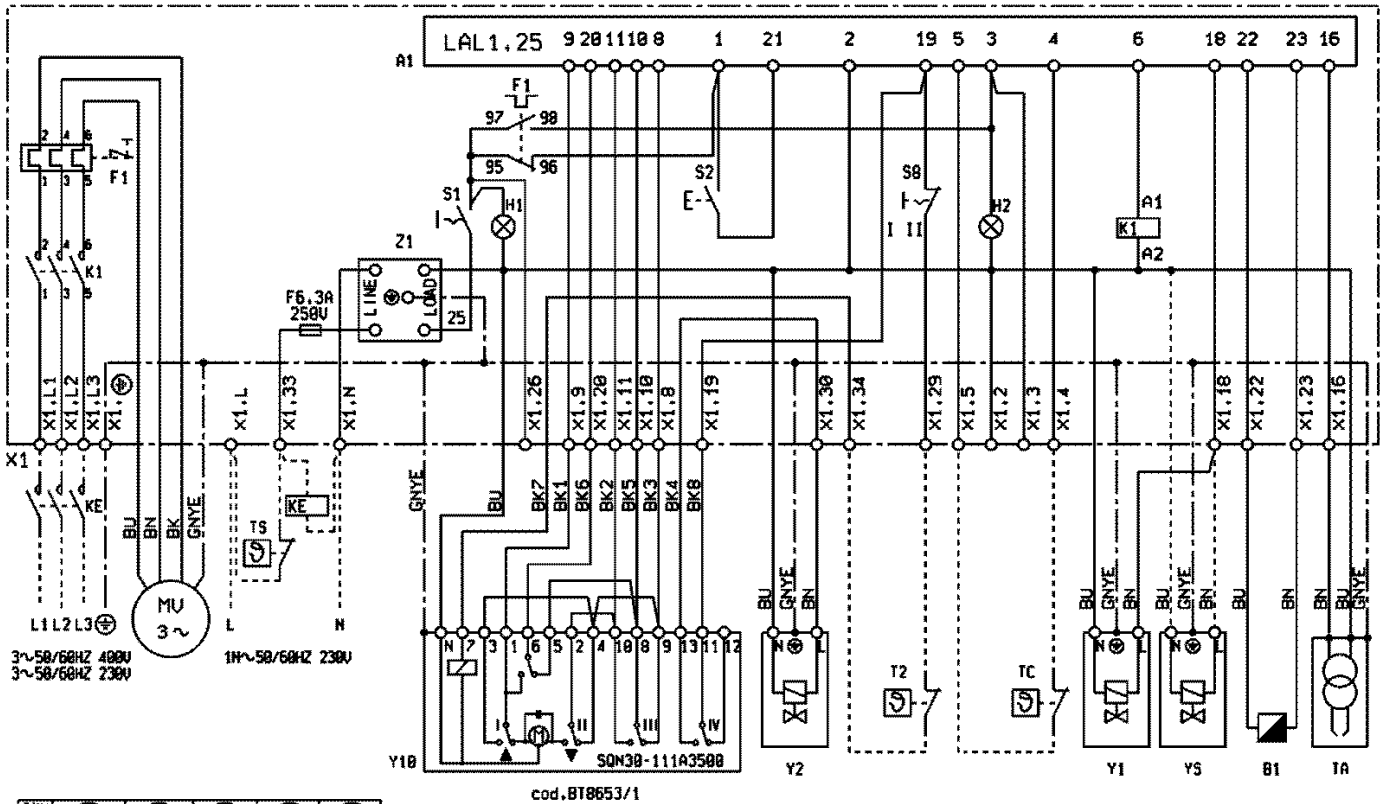 LAL1.25 9 20 11 10 8 1 21 2 19 5 3 4 6 18 22 23 16
A1
F1
97 98
95 96
2 4 6
F1
1 3 5
S1
H1
S2
E
S8
I II
H2
A1
K1
A2
2 4 6
K1
1 3 5
Z1
LINE
LOAD
F6.3A
250V
25
X1.L1
X1.L2
X1.L3
X1.
X1.L
X1.33
X1.N
X1.26
X1.9
X1.20
X1.11
X1.10
X1.8
X1.19
X1.30
X1.34
X1.29
X1.5
X1.2
X1.3
X1.4
X1.18
X1.22
X1.23
X1.16
X1
KE
BU
BN
BK
GNYE
TS
KE
GNYE
BU
BK7
BK1
BK6
BK2
BK5
BK3
BK4
BK8
BU
GNYE
BN
BU
GNYE
BN
BU
GNYE
BN
BU
BN
BN
BU
GNYE
L1 L2 L3
MV
3~
L
N
3~50/60HZ 400V
3~50/60HZ 230V
1N~50/60HZ 230V
N 7 3 1 6 5 2 4 10 8 9 13 11 12
I
M
II
III
IV
SQN30-111A3500
Y10
cod.BT8653/1
N L
Y2
T2
TC
N L
Y1
N L
YS
B1
TA